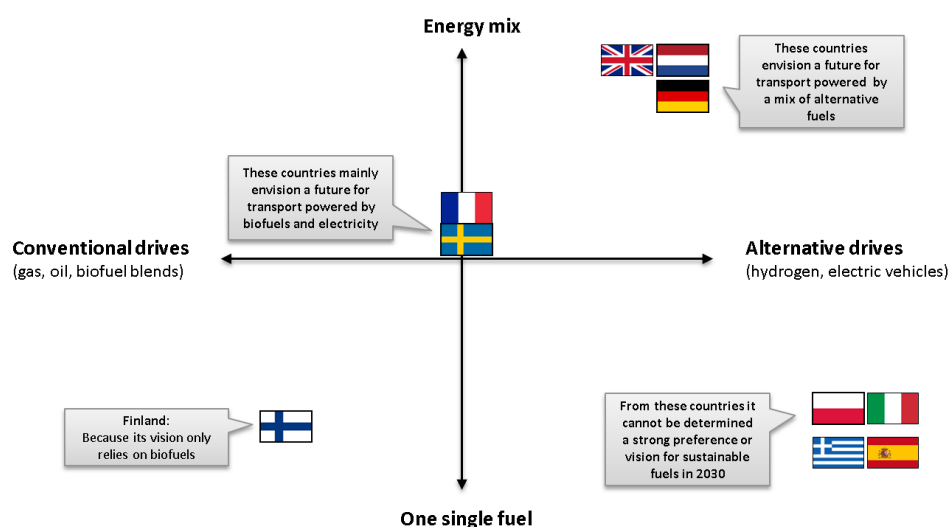 Energy mix
These countries
envision a future for
transport powered by
a mix of alternative
fuels
These countries mainly
envision a future for
transport powered by
biofuels and electricity
Conventional drives
(gas, oil, biofuel blends)
Alternative drives
(hydrogen, electric vehicles)
Finland:
Because its vision only
relies on biofuels
From these countries it
cannot be determined
a strong preference or
vision for sustainable
fuels in 2030
One single fuel